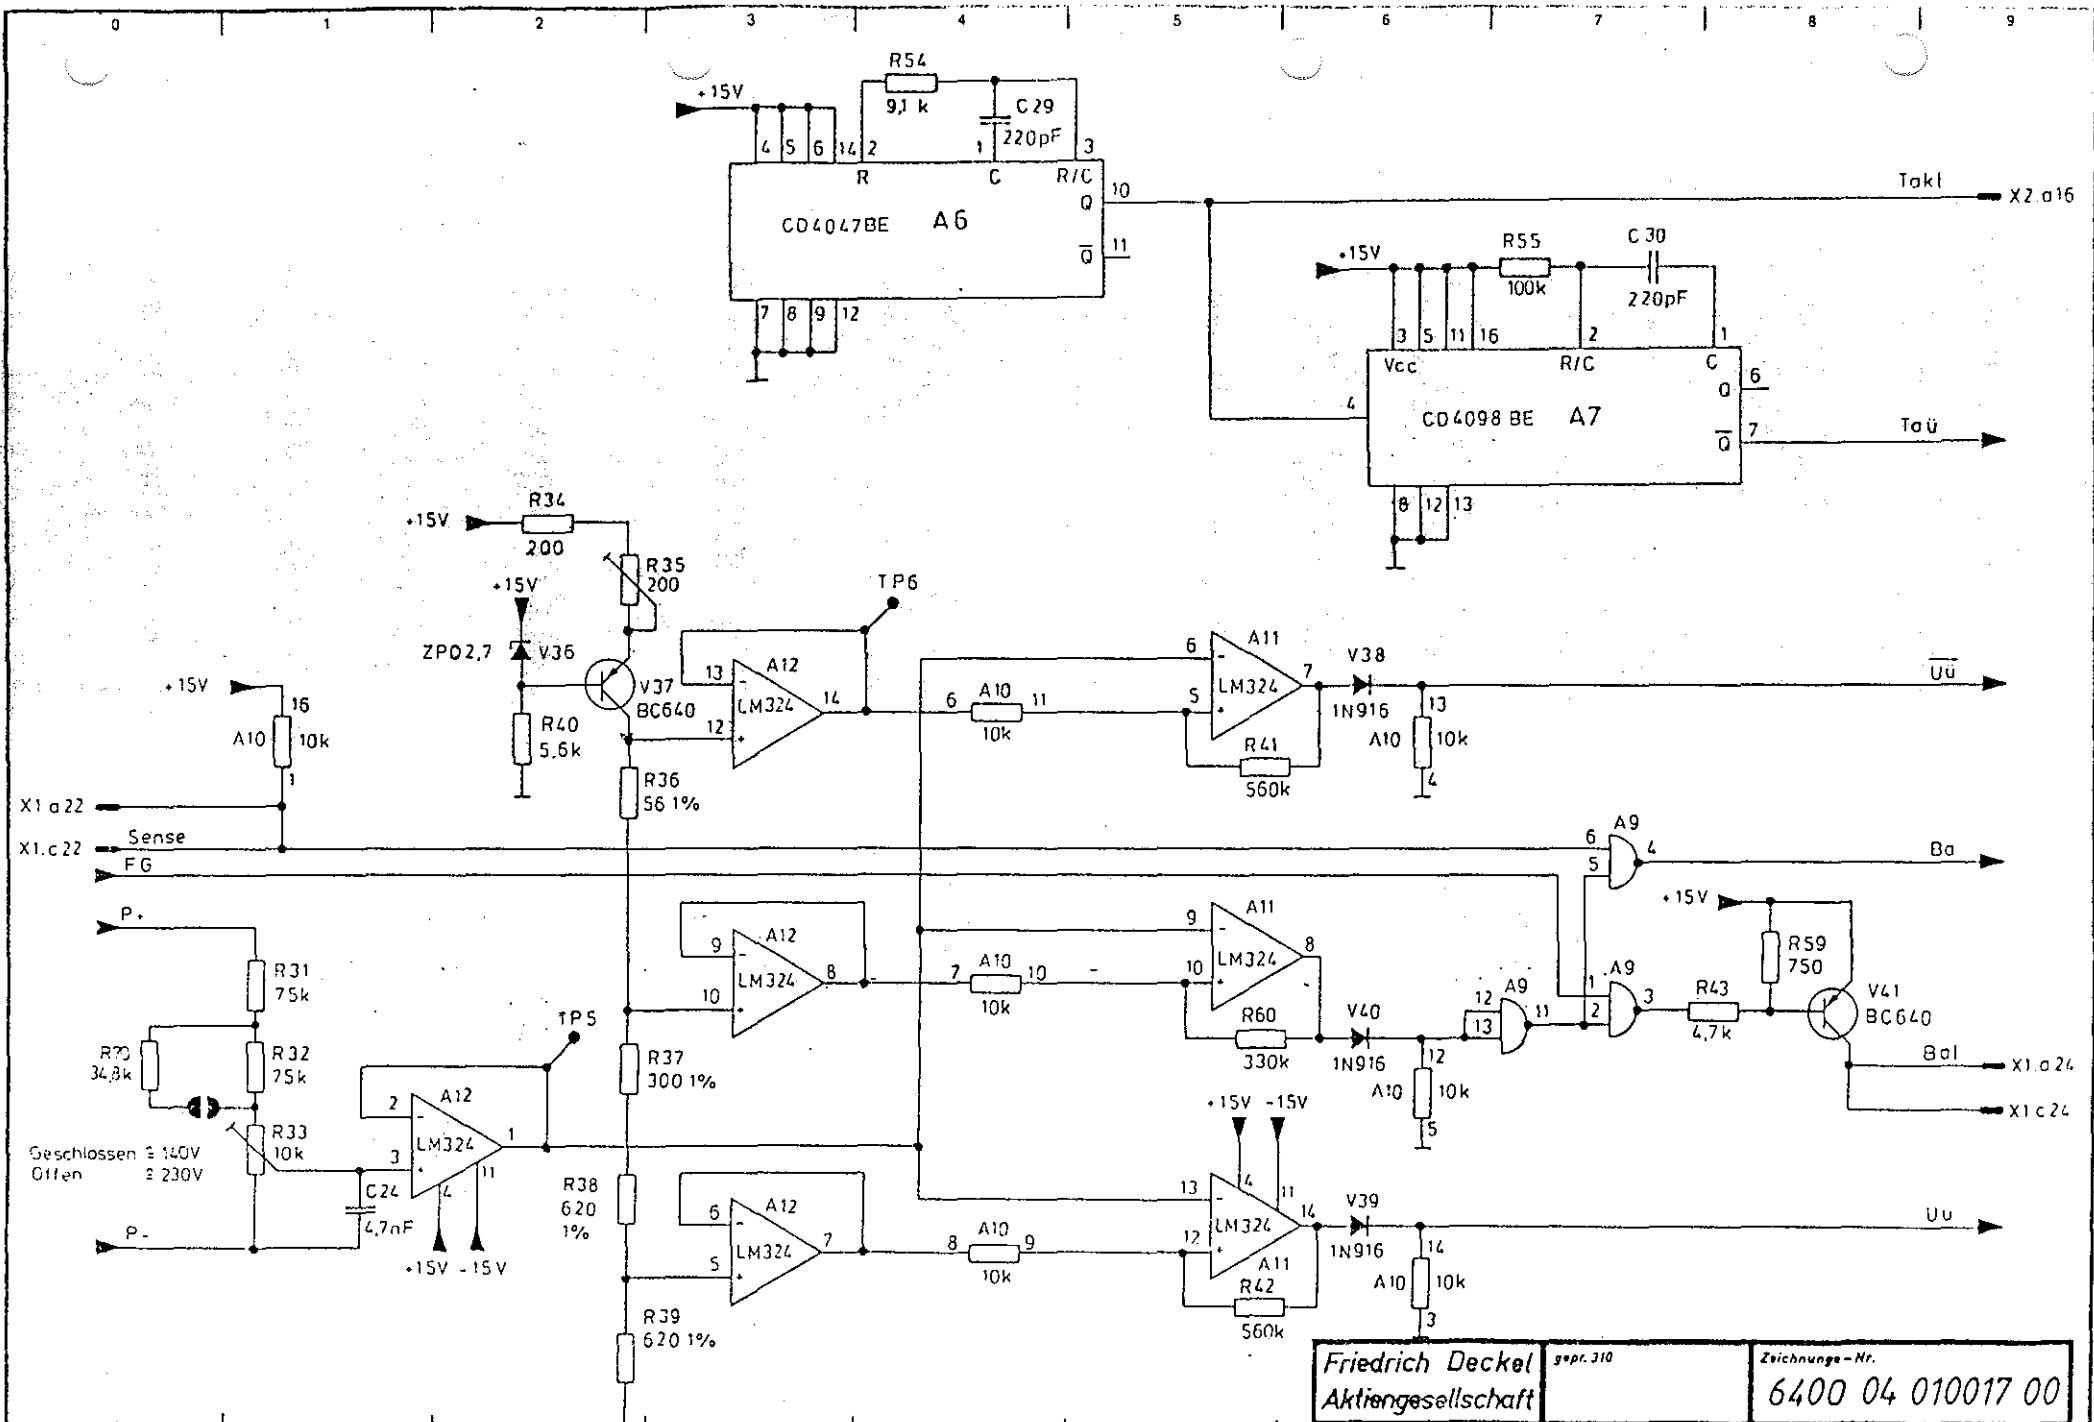 0 1 2 3 4 5 6 7 8 9
R54
9,1 k
+15V
C29
220pF
4 5 6 14 2 1 3
R C R/C
Q 10
CD4047BE A6
Q 11
7 8 9 12
Takt
X2.a16
+15V
R55
100k
C30
220pF
3 5 11 16 2 1
Vcc R/C C
Q 6
4
CD4098 BE A7
Q 7
Taü
8 12 13
R34
+15V
200
R35
200
+15V
TP6
ZPD2,7 V36
V37
BC640
13 A12
LM324 14
12
6 A10 11
10k
6 A11
LM324 7
5
V38
1N916
Uü
+15V
16
A10 10k
1
R40
5,6k
R36
56 1%
R41
560k
13
A10 10k
4
X1 a22
X1.c22
Sense
FG
6 A9
5 4
Ba
P+
R31
75k
34,8k
R32
75k
R33
10k
Geschlossen ≙ 140V
Offen ≙ 230V
P-
C24
4,7nF
TP5
2 A12
LM324 1
3
4 11
+15V -15V
9 A12
LM324 8
10
7 A10 10
10k
9 A11
LM324 8
10
R37
300 1%
R60
330k
V40
1N916
12 A9
13 11
12
A10 10k
5
1 A9
2 3
R43
4,7k
+15V
R59
750
V41
BC640
Bal
X1.a24
X1 c24
R38
620
1%
6 A12
LM324 7
5
8 A10 9
10k
+15V -15V
13 4 11
LM324 14
12 A11
R42
560k
V39
1N916
Uu
14
A10 10k
3
R39
620 1%
Friedrich Deckel
Aktiengesellschaft
gepr. 310
Zeichnungs-Nr.
6400 04 010017 00